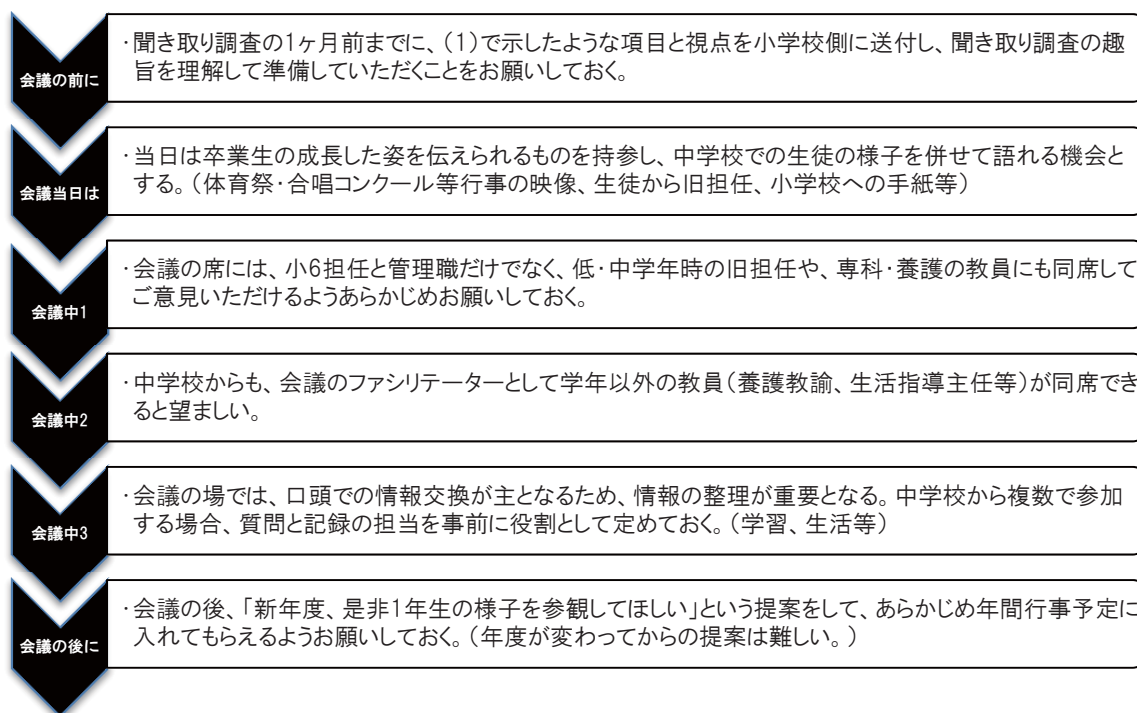 会議の前に
・聞き取り調査の1ヶ月前までに、(1)で示したような項目と視点を小学校側に送付し、聞き取り調査の趣
旨を理解して準備していただくことをお願いしておく。
会議当日は
・当日は卒業生の成長した姿を伝えられるものを持参し、中学校での生徒の様子を併せて語れる機会と
する。(体育祭・合唱コンクール等行事の映像、生徒から旧担任、小学校への手紙等)
会議中1
・会議の席には、小6担任と管理職だけでなく、低・中学年時の旧担任や、専科・養護の教員にも同席して
ご意見いただけるようあらかじめお願いしておく。
会議中2
・中学校からも、会議のファシリテーターとして学年以外の教員(養護教諭、生活指導主任等)が同席でき
ると望ましい。
会議中3
・会議の場では、口頭での情報交換が主となるため、情報の整理が重要となる。中学校から複数で参加
する場合、質問と記録の担当を事前に役割として定めておく。(学習、生活等)
会議の後に
・会議の後、「新年度、是非1年生の様子を参観してほしい」という提案をして、あらかじめ年間行事予定に
入れてもらえるようお願いしておく。(年度が変わってからの提案は難しい。)